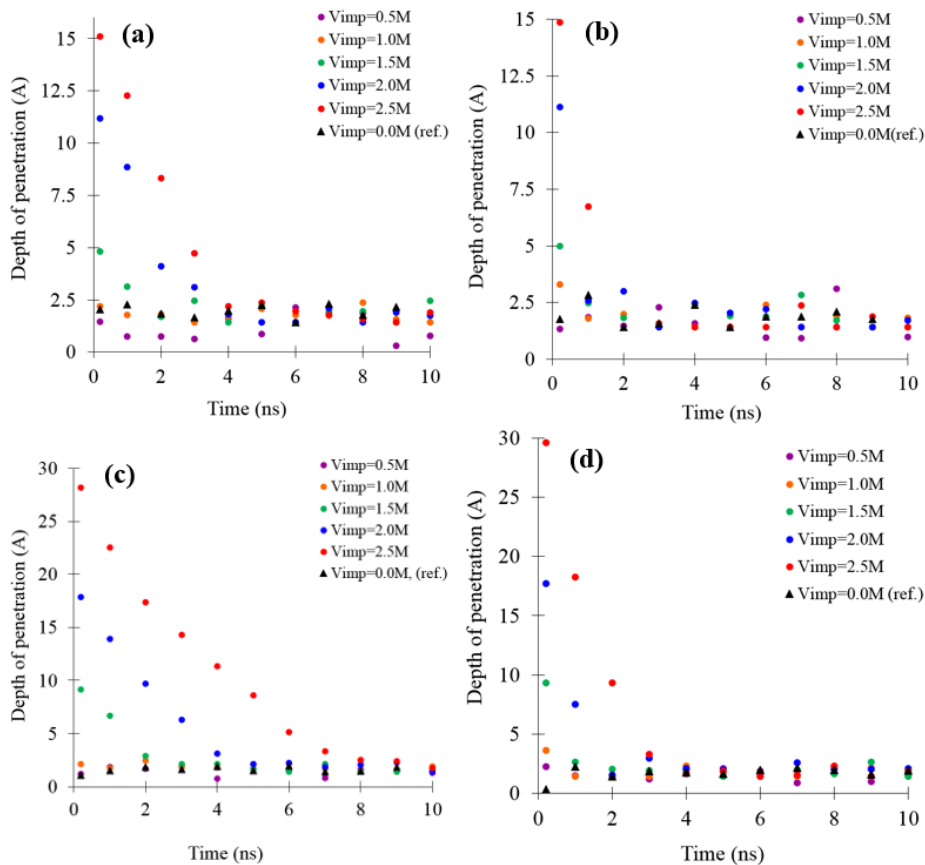 (a)
Vimp=0.5M
Vimp=1.0M
Vimp=1.5M
Vimp=2.0M
Vimp=2.5M
Vimp=0.0M (ref.)
Depth of penetration (A)
15
12.5
10
7.5
5
2.5
0
0 2 4 6 8 10
Time (ns)
(b)
Vimp=0.5M
Vimp=1.0M
Vimp=1.5M
Vimp=2.0M
Vimp=2.5M
Vimp=0.0M(ref.)
Depth of penetration (A)
15
12.5
10
7.5
5
2.5
0
0 2 4 6 8 10
Time (ns)
(c)
Vimp=0.5M
Vimp=1.0M
Vimp=1.5M
Vimp=2.0M
Vimp=2.5M
Vimp=0.0M, (ref.)
Depth of penetration (A)
30
25
20
15
10
5
0
0 2 4 6 8 10
Time (ns)
(d)
Vimp=0.5M
Vimp=1.0M
Vimp=1.5M
Vimp=2.0M
Vimp=2.5M
Vimp=0.0M (ref.)
Depth of penetration (A)
30
25
20
15
10
5
0
0 2 4 6 8 10
Time (ns)